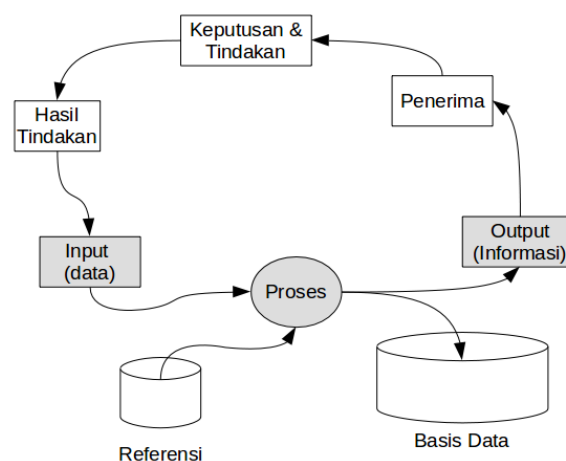 Keputusan &
Tindakan
Penerima
Hasil
Tindakan
Output
(Informasi)
Input
(data)
Proses
Referensi
Basis Data